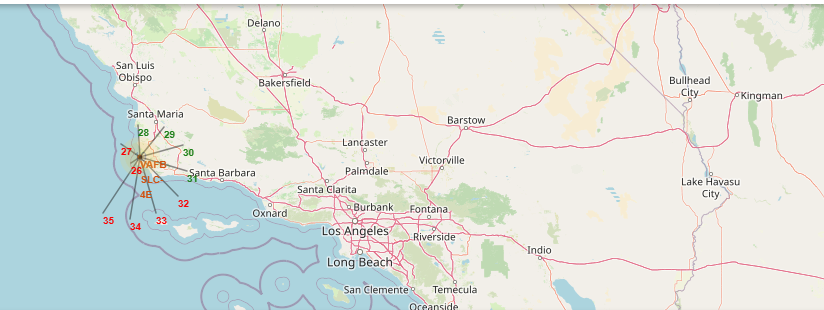 Delano
San Luis
Obispo
Bakersfield
Bullhead
City
Kingman
Santa Maria
28
29
Barstow
27
30
Lancaster
VAFB
26
Victorville
Palmdale
SLC
31
Santa Barbara
Lake Havasu
City
4E
Santa Clarita
32
Oxnard
Burbank
Fontana
35
34
33
Los Angeles
Riverside
Indio
Long Beach
San Clemente
Temecula
Oceanside